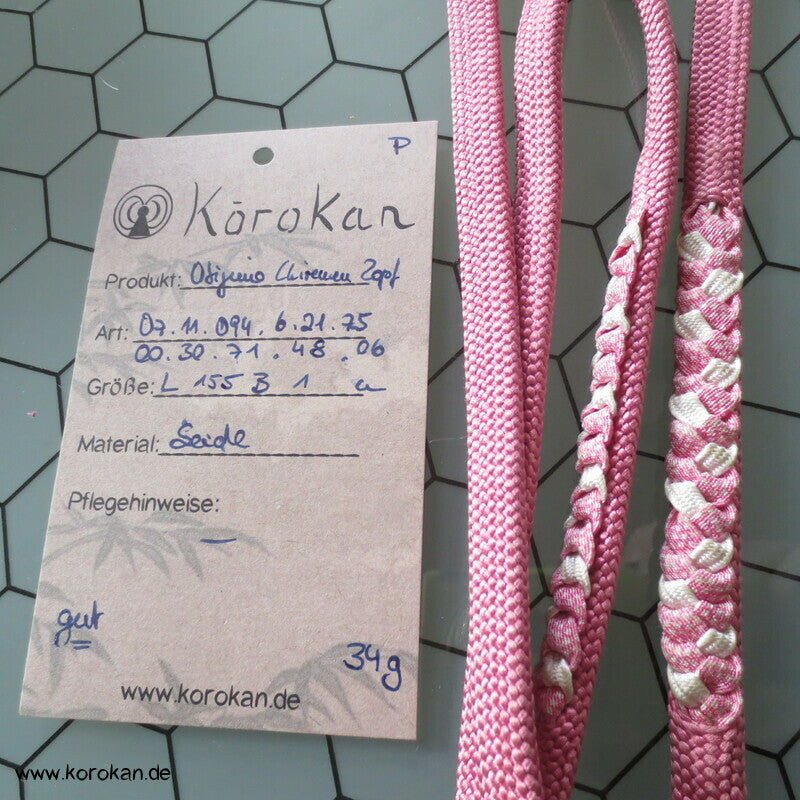 P
Kōrokan
Produkt: Obijime Chirimen Zopf
Art: 07.11.094.6.21.75
00.30.71.48.06
Größe: L 155 B 1 cm
Material: Seide
Pflegehinweise:
gut
34g
www.korokan.de
www.korokan.de